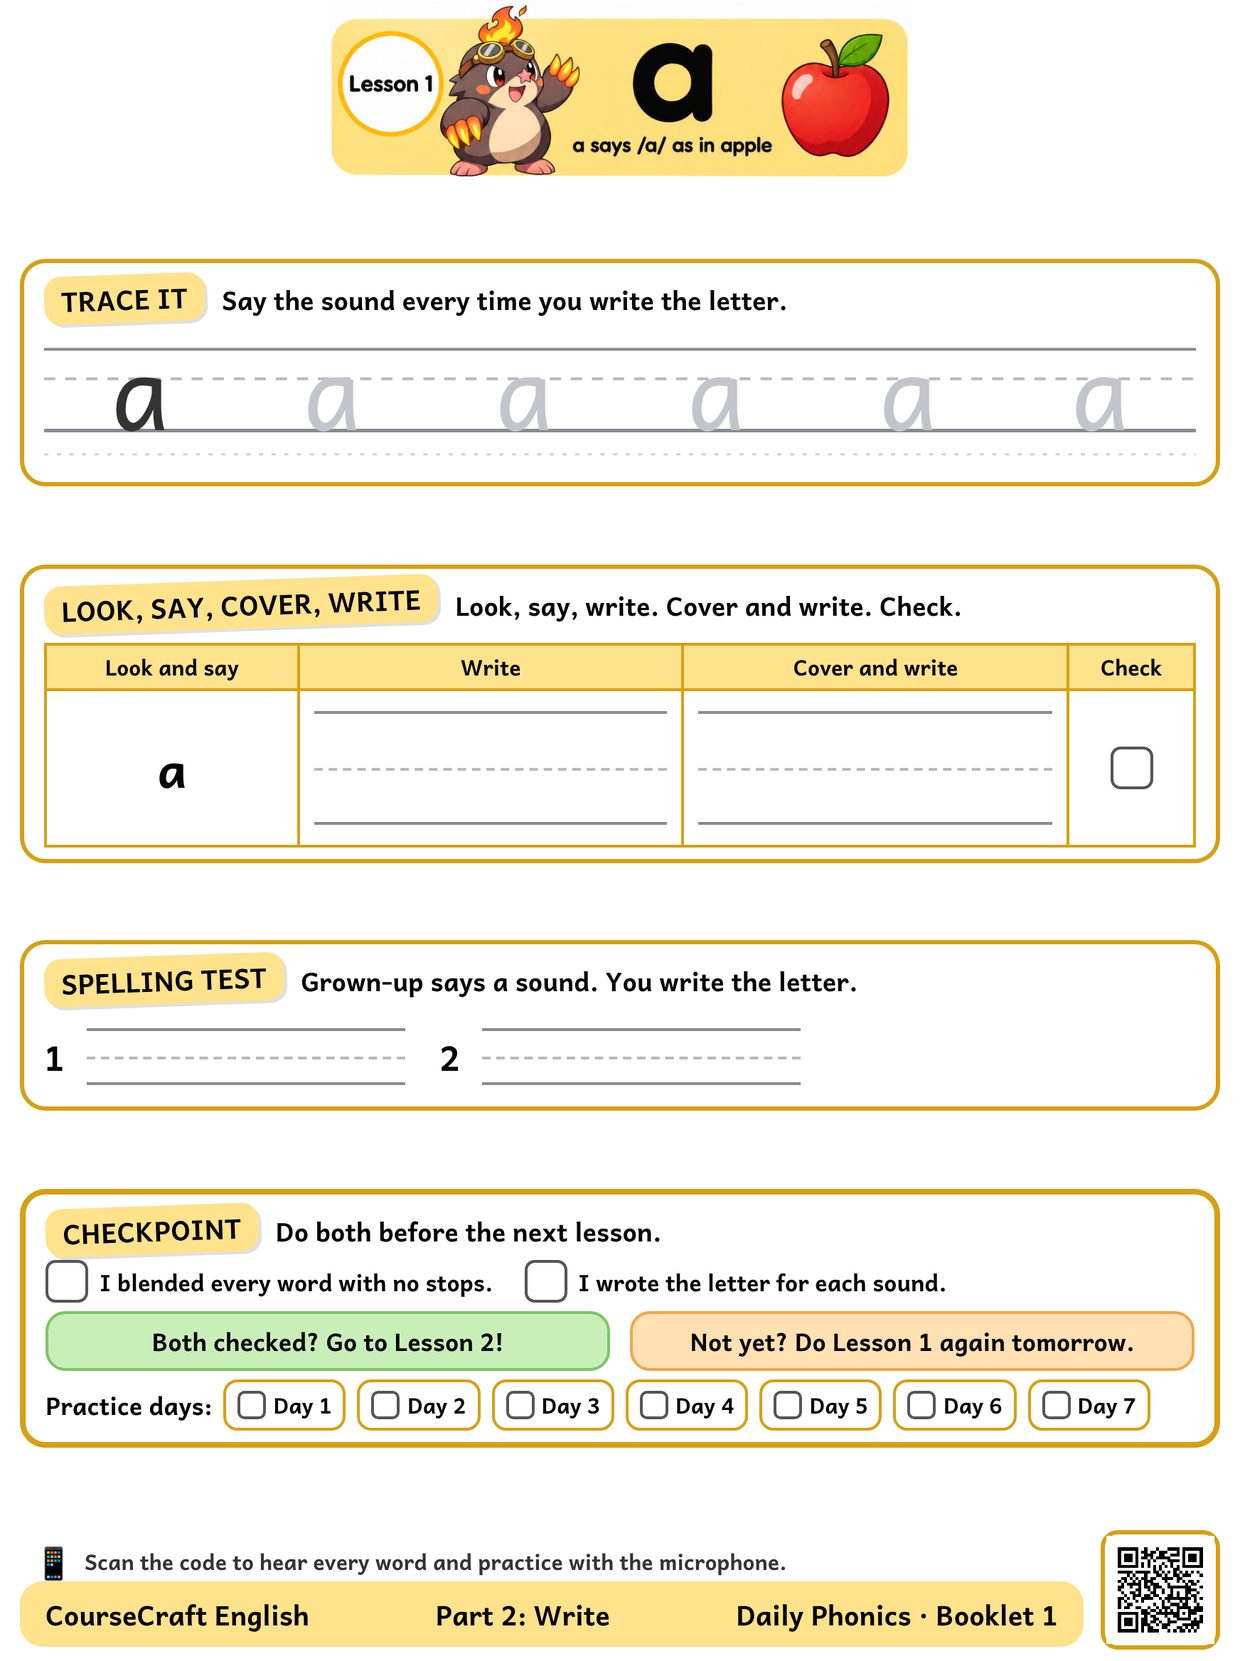 Lesson 1
a
a says /a/ as in apple
TRACE IT Say the sound every time you write the letter.
a a a a a a
LOOK, SAY, COVER, WRITE Look, say, write. Cover and write. Check.
Look and say Write Cover and write Check
a
SPELLING TEST Grown-up says a sound. You write the letter.
1 2
CHECKPOINT Do both before the next lesson.
I blended every word with no stops. I wrote the letter for each sound.
Both checked? Go to Lesson 2! Not yet? Do Lesson 1 again tomorrow.
Practice days: Day 1 Day 2 Day 3 Day 4 Day 5 Day 6 Day 7
Scan the code to hear every word and practice with the microphone.
CourseCraft English Part 2: Write Daily Phonics · Booklet 1